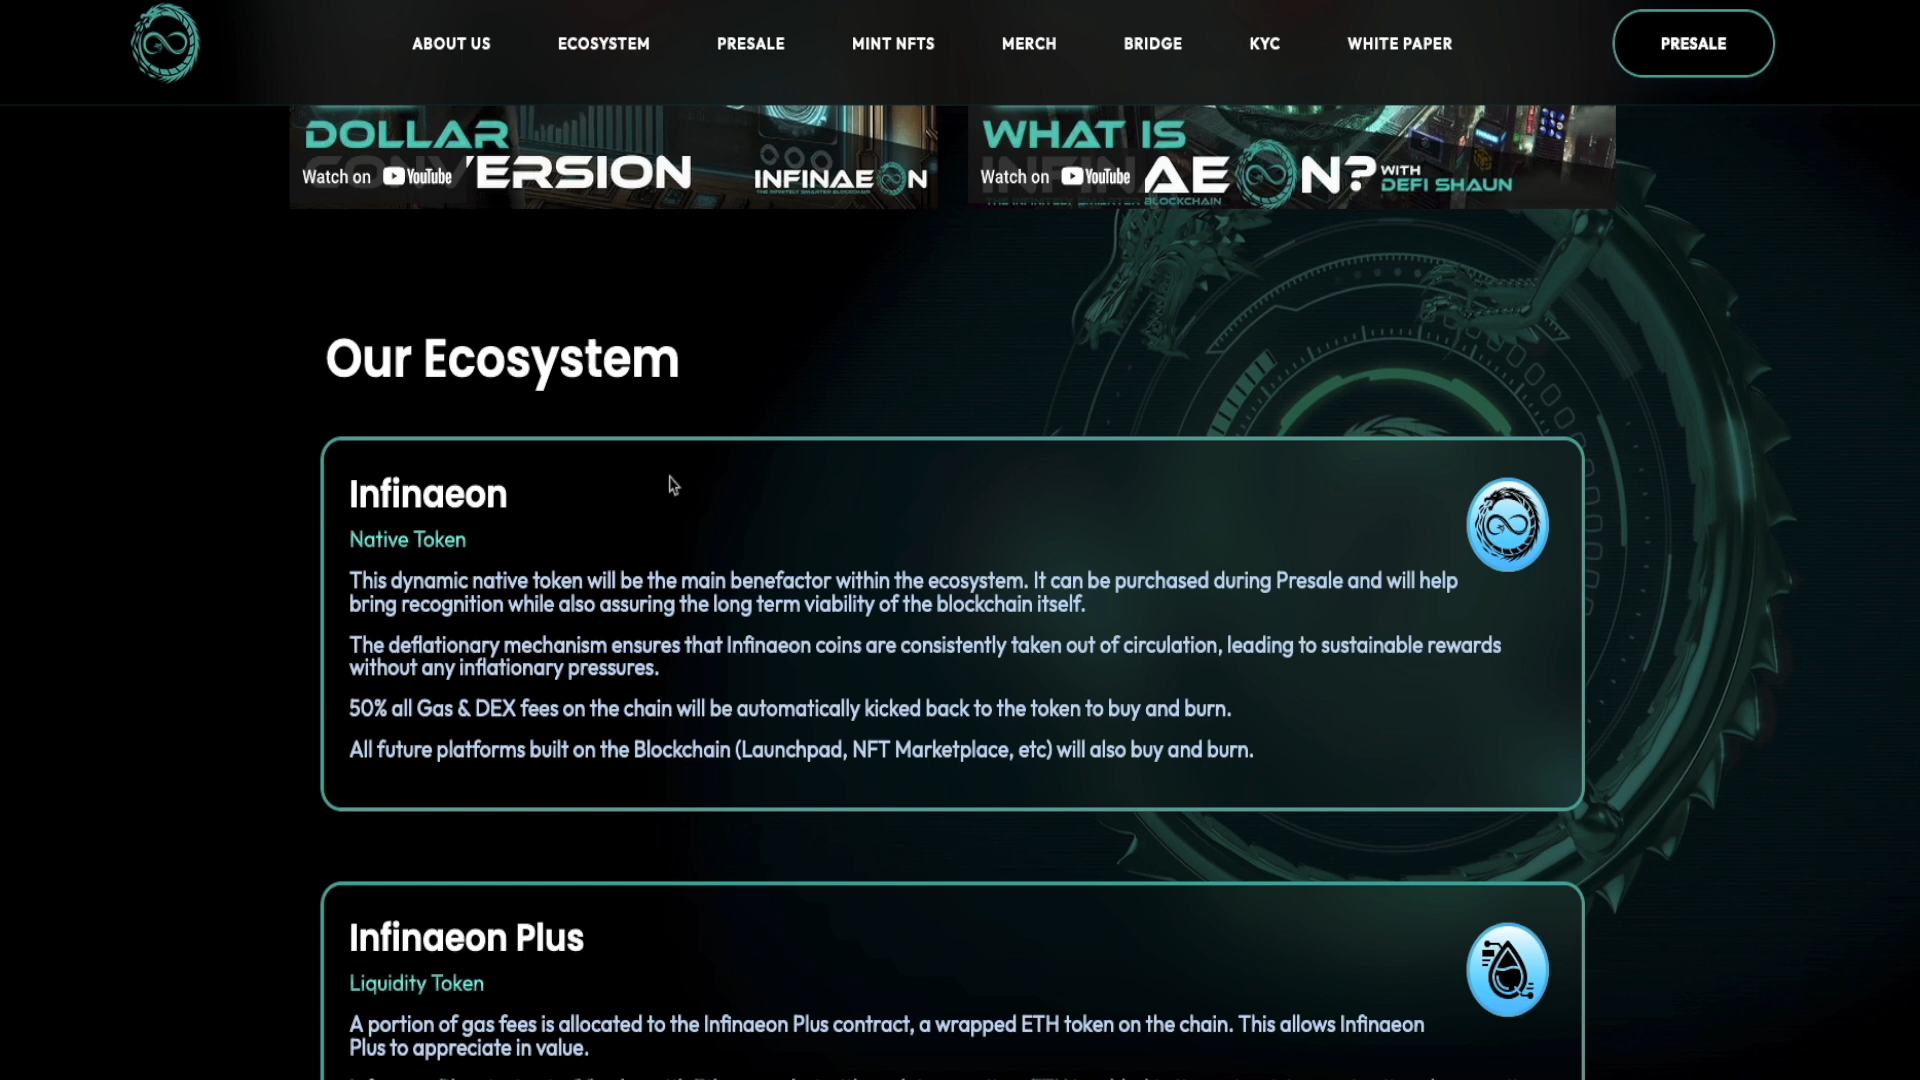 ABOUT US ECOSYSTEM PRESALE MINT NFTS MERCH BRIDGE KYC WHITE PAPER PRESALE
DOLLAR
CONVERSION
Watch on YouTube
INFINAEON
WHAT IS
INFINAEON?
WITH
DEFI SHAUN
Watch on YouTube
Our Ecosystem
Infinaeon
Native Token
This dynamic native token will be the main benefactor within the ecosystem. It can be purchased during Presale and will help
bring recognition while also assuring the long term viability of the blockchain itself.
The deflationary mechanism ensures that Infinaeon coins are consistently taken out of circulation, leading to sustainable rewards
without any inflationary pressures.
50% all Gas & DEX fees on the chain will be automatically kicked back to the token to buy and burn.
All future platforms built on the Blockchain (Launchpad, NFT Marketplace, etc) will also buy and burn.
Infinaeon Plus
Liquidity Token
A portion of gas fees is allocated to the Infinaeon Plus contract, a wrapped ETH token on the chain. This allows Infinaeon
Plus to appreciate in value.